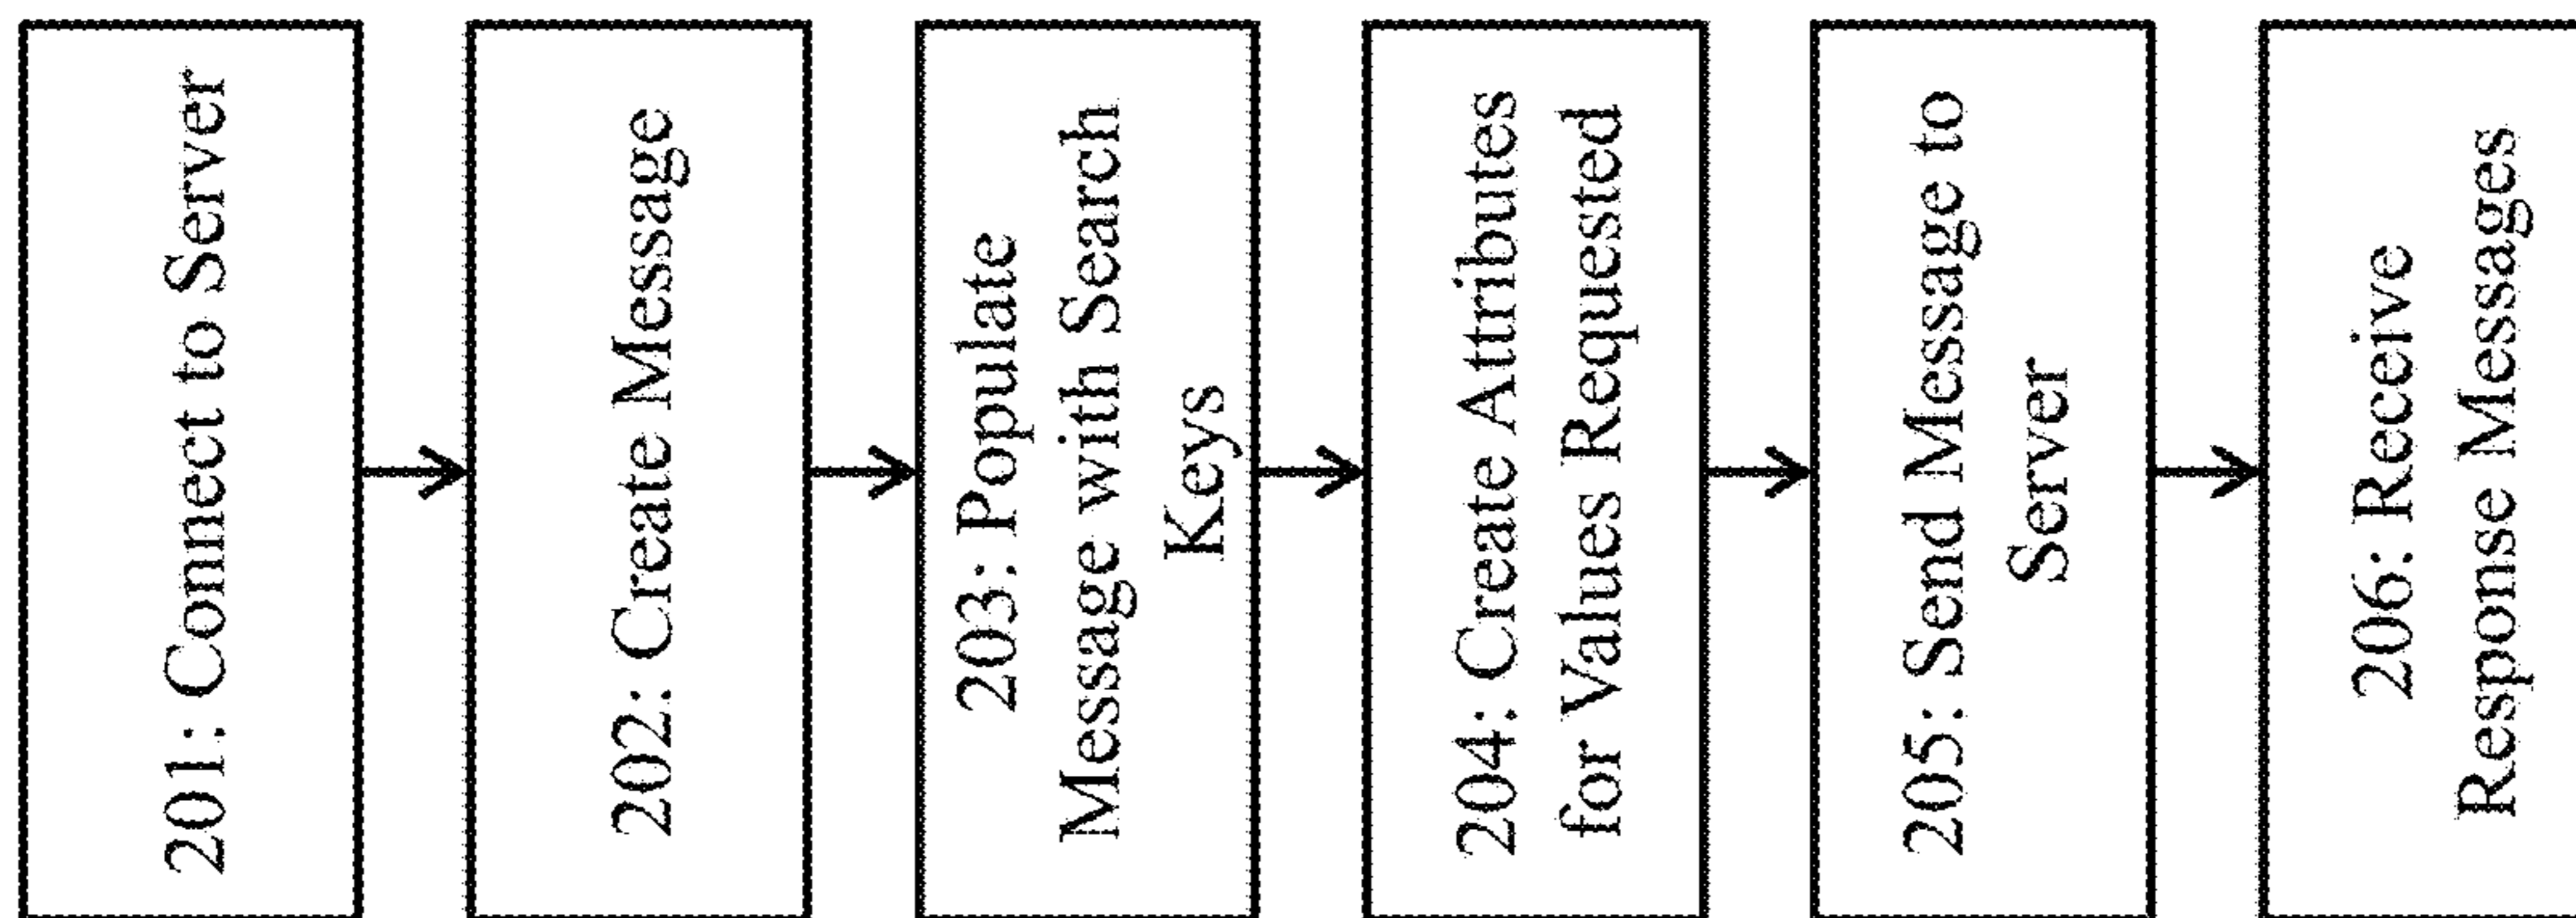 201: Connect to Server
202: Create Message
203: Populate
Message with Search
Keys
204: Create Attributes
for Values Requested
205: Send Message to
Server
206: Receive
Response Messages